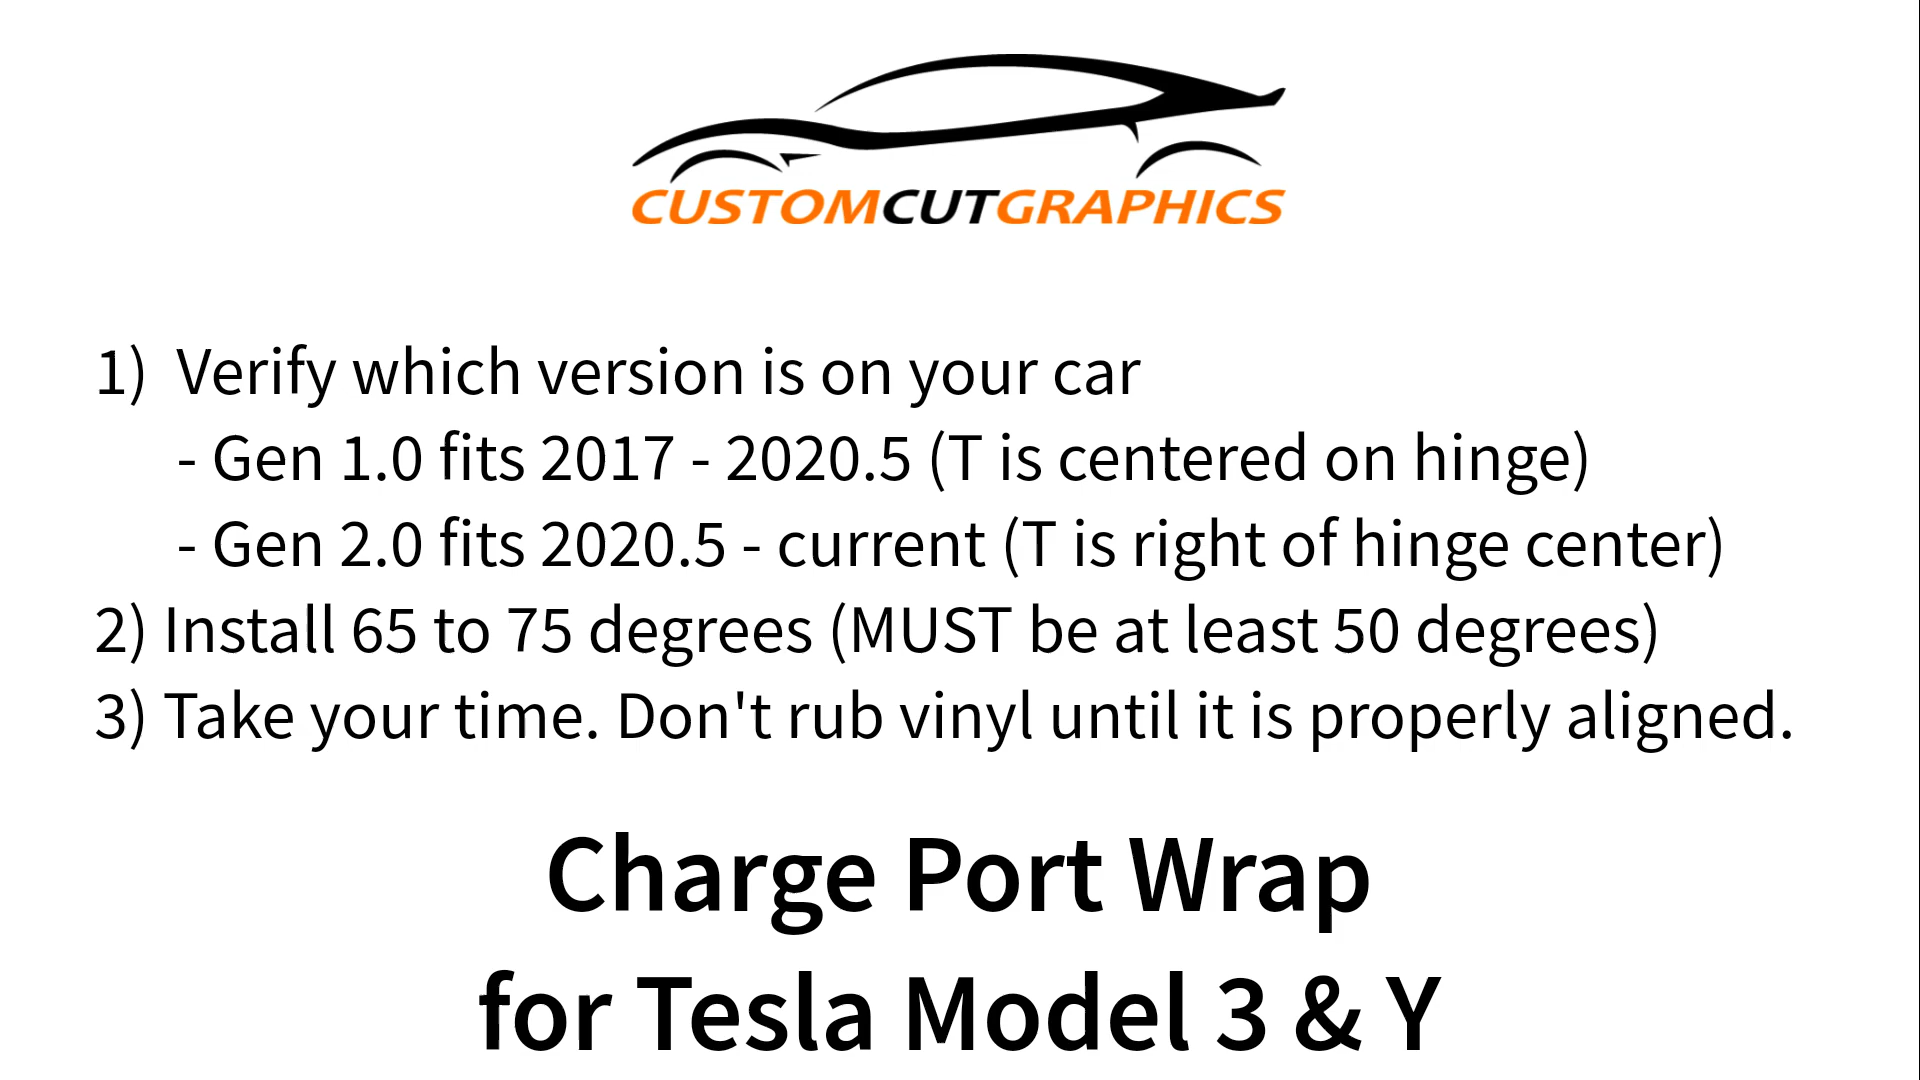 CUSTOMCUTGRAPHICS
1) Verify which version is on your car
- Gen 1.0 fits 2017 - 2020.5 (T is centered on hinge)
- Gen 2.0 fits 2020.5 - current (T is right of hinge center)
2) Install 65 to 75 degrees (MUST be at least 50 degrees)
3) Take your time. Don't rub vinyl until it is properly aligned.
Charge Port Wrap
for Tesla Model 3 & Y